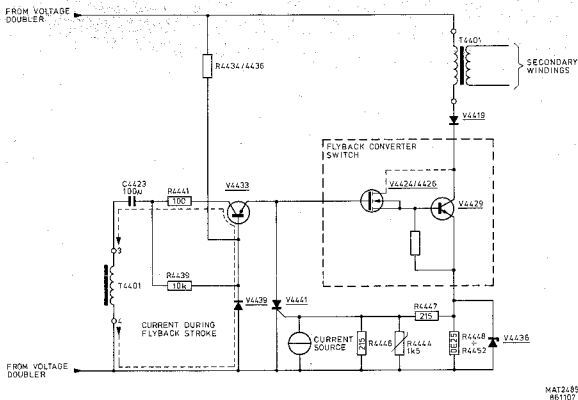 FROM VOLTAGE
DOUBLER
T4401
SECONDARY
WINDINGS
R4434/4436
V4419
FLYBACK CONVERTER
SWITCH
V4424/4426
V4429
C4423
100µ
R4441
100
V4433
3
T4401
4
R4439
10k
V4439
V4441
CURRENT DURING
FLYBACK STROKE
CURRENT
SOURCE
215
R4446
R4444
1k5
R4447
215
0E25
R4448
÷
R4452
V4436
FROM VOLTAGE
DOUBLER
MAT2485
861107